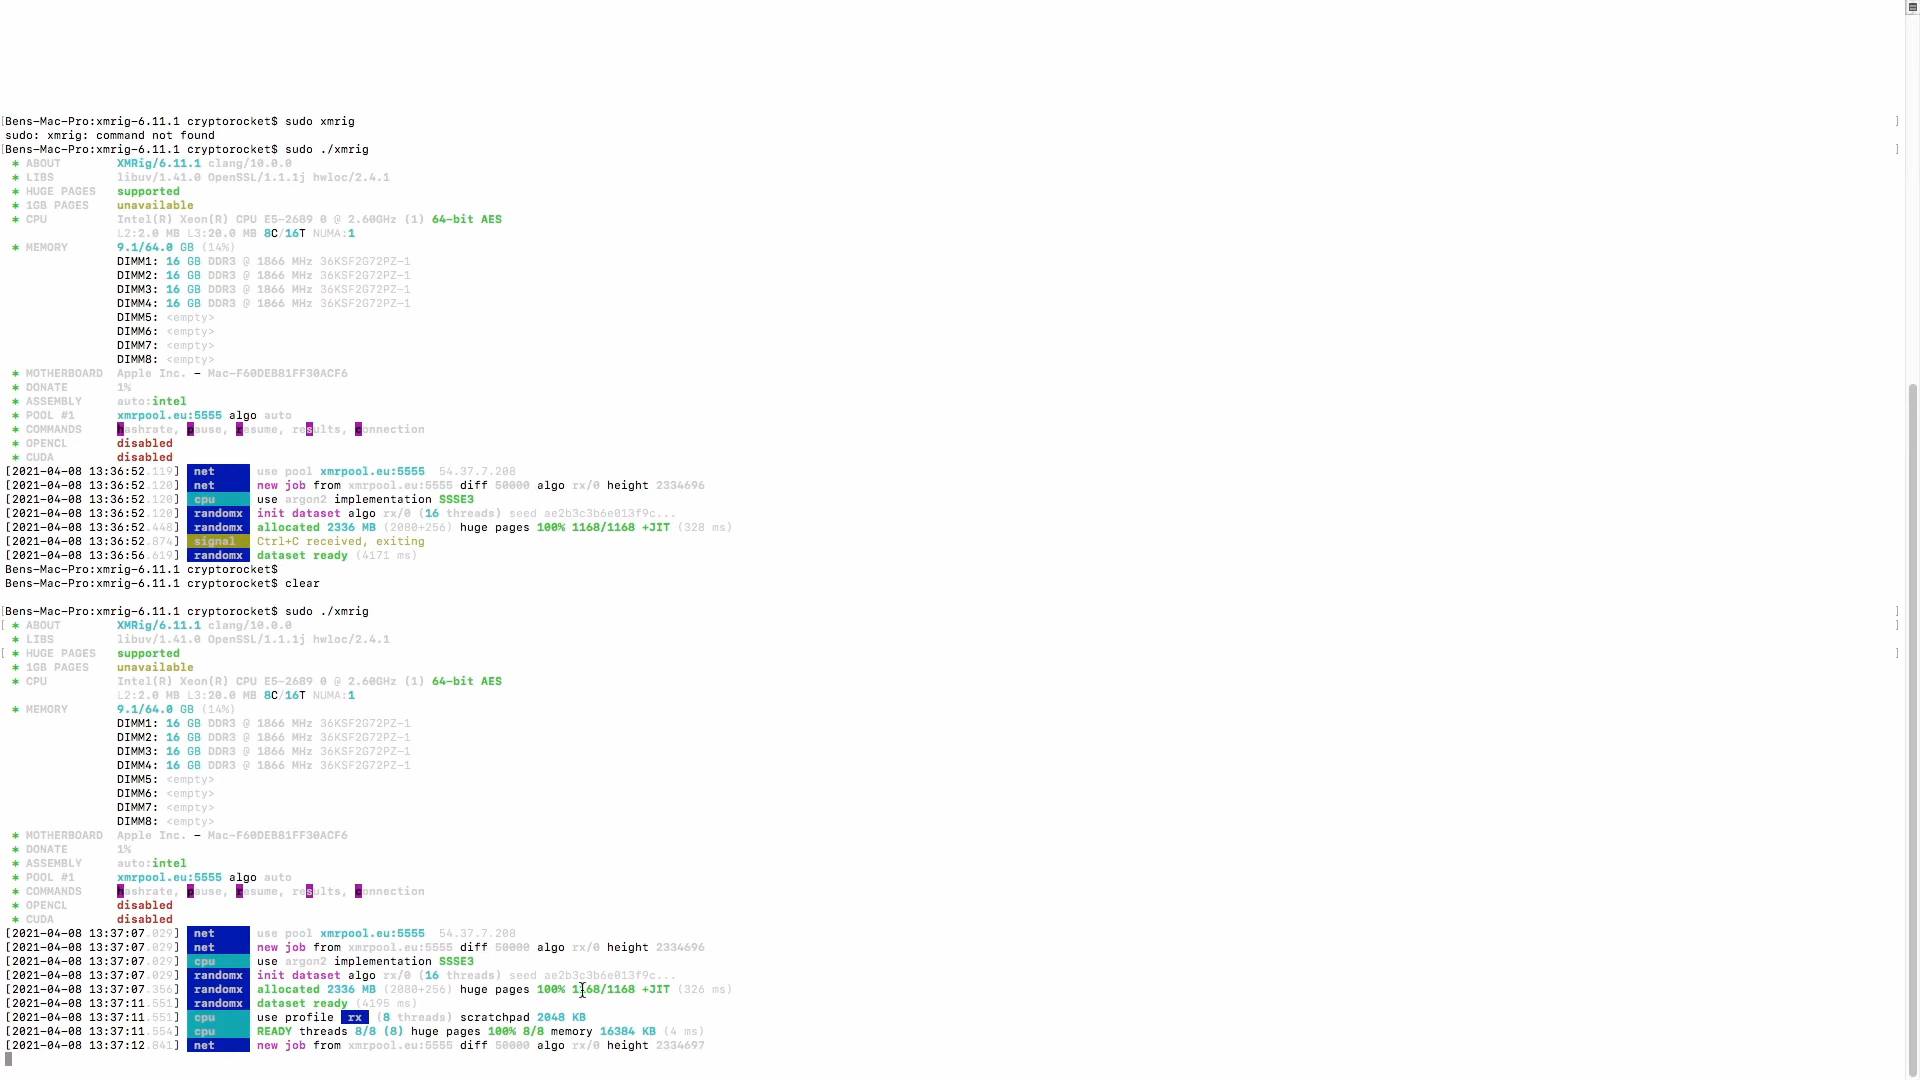 [Bens-Mac-Pro:xmrig-6.11.1 cryptorocket$ sudo xmrig ]
sudo: xmrig: command not found
[Bens-Mac-Pro:xmrig-6.11.1 cryptorocket$ sudo ./xmrig ]
* ABOUT XMRig/6.11.1 clang/10.0.0
* LIBS libuv/1.41.0 OpenSSL/1.1.1j hwloc/2.4.1
* HUGE PAGES supported
* 1GB PAGES unavailable
* CPU Intel(R) Xeon(R) CPU E5-2689 0 @ 2.60GHz (1) 64-bit AES
L2:2.0 MB L3:20.0 MB 8C/16T NUMA:1
* MEMORY 9.1/64.0 GB (14%)
DIMM1: 16 GB DDR3 @ 1866 MHz 36KSF2G72PZ-1
DIMM2: 16 GB DDR3 @ 1866 MHz 36KSF2G72PZ-1
DIMM3: 16 GB DDR3 @ 1866 MHz 36KSF2G72PZ-1
DIMM4: 16 GB DDR3 @ 1866 MHz 36KSF2G72PZ-1
DIMM5: <empty>
DIMM6: <empty>
DIMM7: <empty>
DIMM8: <empty>
* MOTHERBOARD Apple Inc. - Mac-F60DEB81FF30ACF6
* DONATE 1%
* ASSEMBLY auto:intel
* POOL #1 xmrpool.eu:5555 algo auto
* COMMANDS hashrate, pause, resume, results, connection
* OPENCL disabled
* CUDA disabled
[2021-04-08 13:36:52.119] net use pool xmrpool.eu:5555 54.37.7.208
[2021-04-08 13:36:52.120] net new job from xmrpool.eu:5555 diff 50000 algo rx/0 height 2334696
[2021-04-08 13:36:52.120] cpu use argon2 implementation SSSE3
[2021-04-08 13:36:52.120] randomx init dataset algo rx/0 (16 threads) seed ae2b3c3b6e013f9c...
[2021-04-08 13:36:52.448] randomx allocated 2336 MB (2080+256) huge pages 100% 1168/1168 +JIT (328 ms)
[2021-04-08 13:36:52.874] signal Ctrl+C received, exiting
[2021-04-08 13:36:56.619] randomx dataset ready (4171 ms)
Bens-Mac-Pro:xmrig-6.11.1 cryptorocket$
Bens-Mac-Pro:xmrig-6.11.1 cryptorocket$ clear
[Bens-Mac-Pro:xmrig-6.11.1 cryptorocket$ sudo ./xmrig ]
[ * ABOUT XMRig/6.11.1 clang/10.0.0 ]
* LIBS libuv/1.41.0 OpenSSL/1.1.1j hwloc/2.4.1
[ * HUGE PAGES supported ]
* 1GB PAGES unavailable
* CPU Intel(R) Xeon(R) CPU E5-2689 0 @ 2.60GHz (1) 64-bit AES
L2:2.0 MB L3:20.0 MB 8C/16T NUMA:1
* MEMORY 9.1/64.0 GB (14%)
DIMM1: 16 GB DDR3 @ 1866 MHz 36KSF2G72PZ-1
DIMM2: 16 GB DDR3 @ 1866 MHz 36KSF2G72PZ-1
DIMM3: 16 GB DDR3 @ 1866 MHz 36KSF2G72PZ-1
DIMM4: 16 GB DDR3 @ 1866 MHz 36KSF2G72PZ-1
DIMM5: <empty>
DIMM6: <empty>
DIMM7: <empty>
DIMM8: <empty>
* MOTHERBOARD Apple Inc. - Mac-F60DEB81FF30ACF6
* DONATE 1%
* ASSEMBLY auto:intel
* POOL #1 xmrpool.eu:5555 algo auto
* COMMANDS hashrate, pause, resume, results, connection
* OPENCL disabled
* CUDA disabled
[2021-04-08 13:37:07.029] net use pool xmrpool.eu:5555 54.37.7.208
[2021-04-08 13:37:07.029] net new job from xmrpool.eu:5555 diff 50000 algo rx/0 height 2334696
[2021-04-08 13:37:07.029] cpu use argon2 implementation SSSE3
[2021-04-08 13:37:07.029] randomx init dataset algo rx/0 (16 threads) seed ae2b3c3b6e013f9c...
[2021-04-08 13:37:07.356] randomx allocated 2336 MB (2080+256) huge pages 100% 1168/1168 +JIT (326 ms)
[2021-04-08 13:37:11.551] randomx dataset ready (4195 ms)
[2021-04-08 13:37:11.551] cpu use profile rx (8 threads) scratchpad 2048 KB
[2021-04-08 13:37:11.554] cpu READY threads 8/8 (8) huge pages 100% 8/8 memory 16384 KB (4 ms)
[2021-04-08 13:37:12.841] net new job from xmrpool.eu:5555 diff 50000 algo rx/0 height 2334697